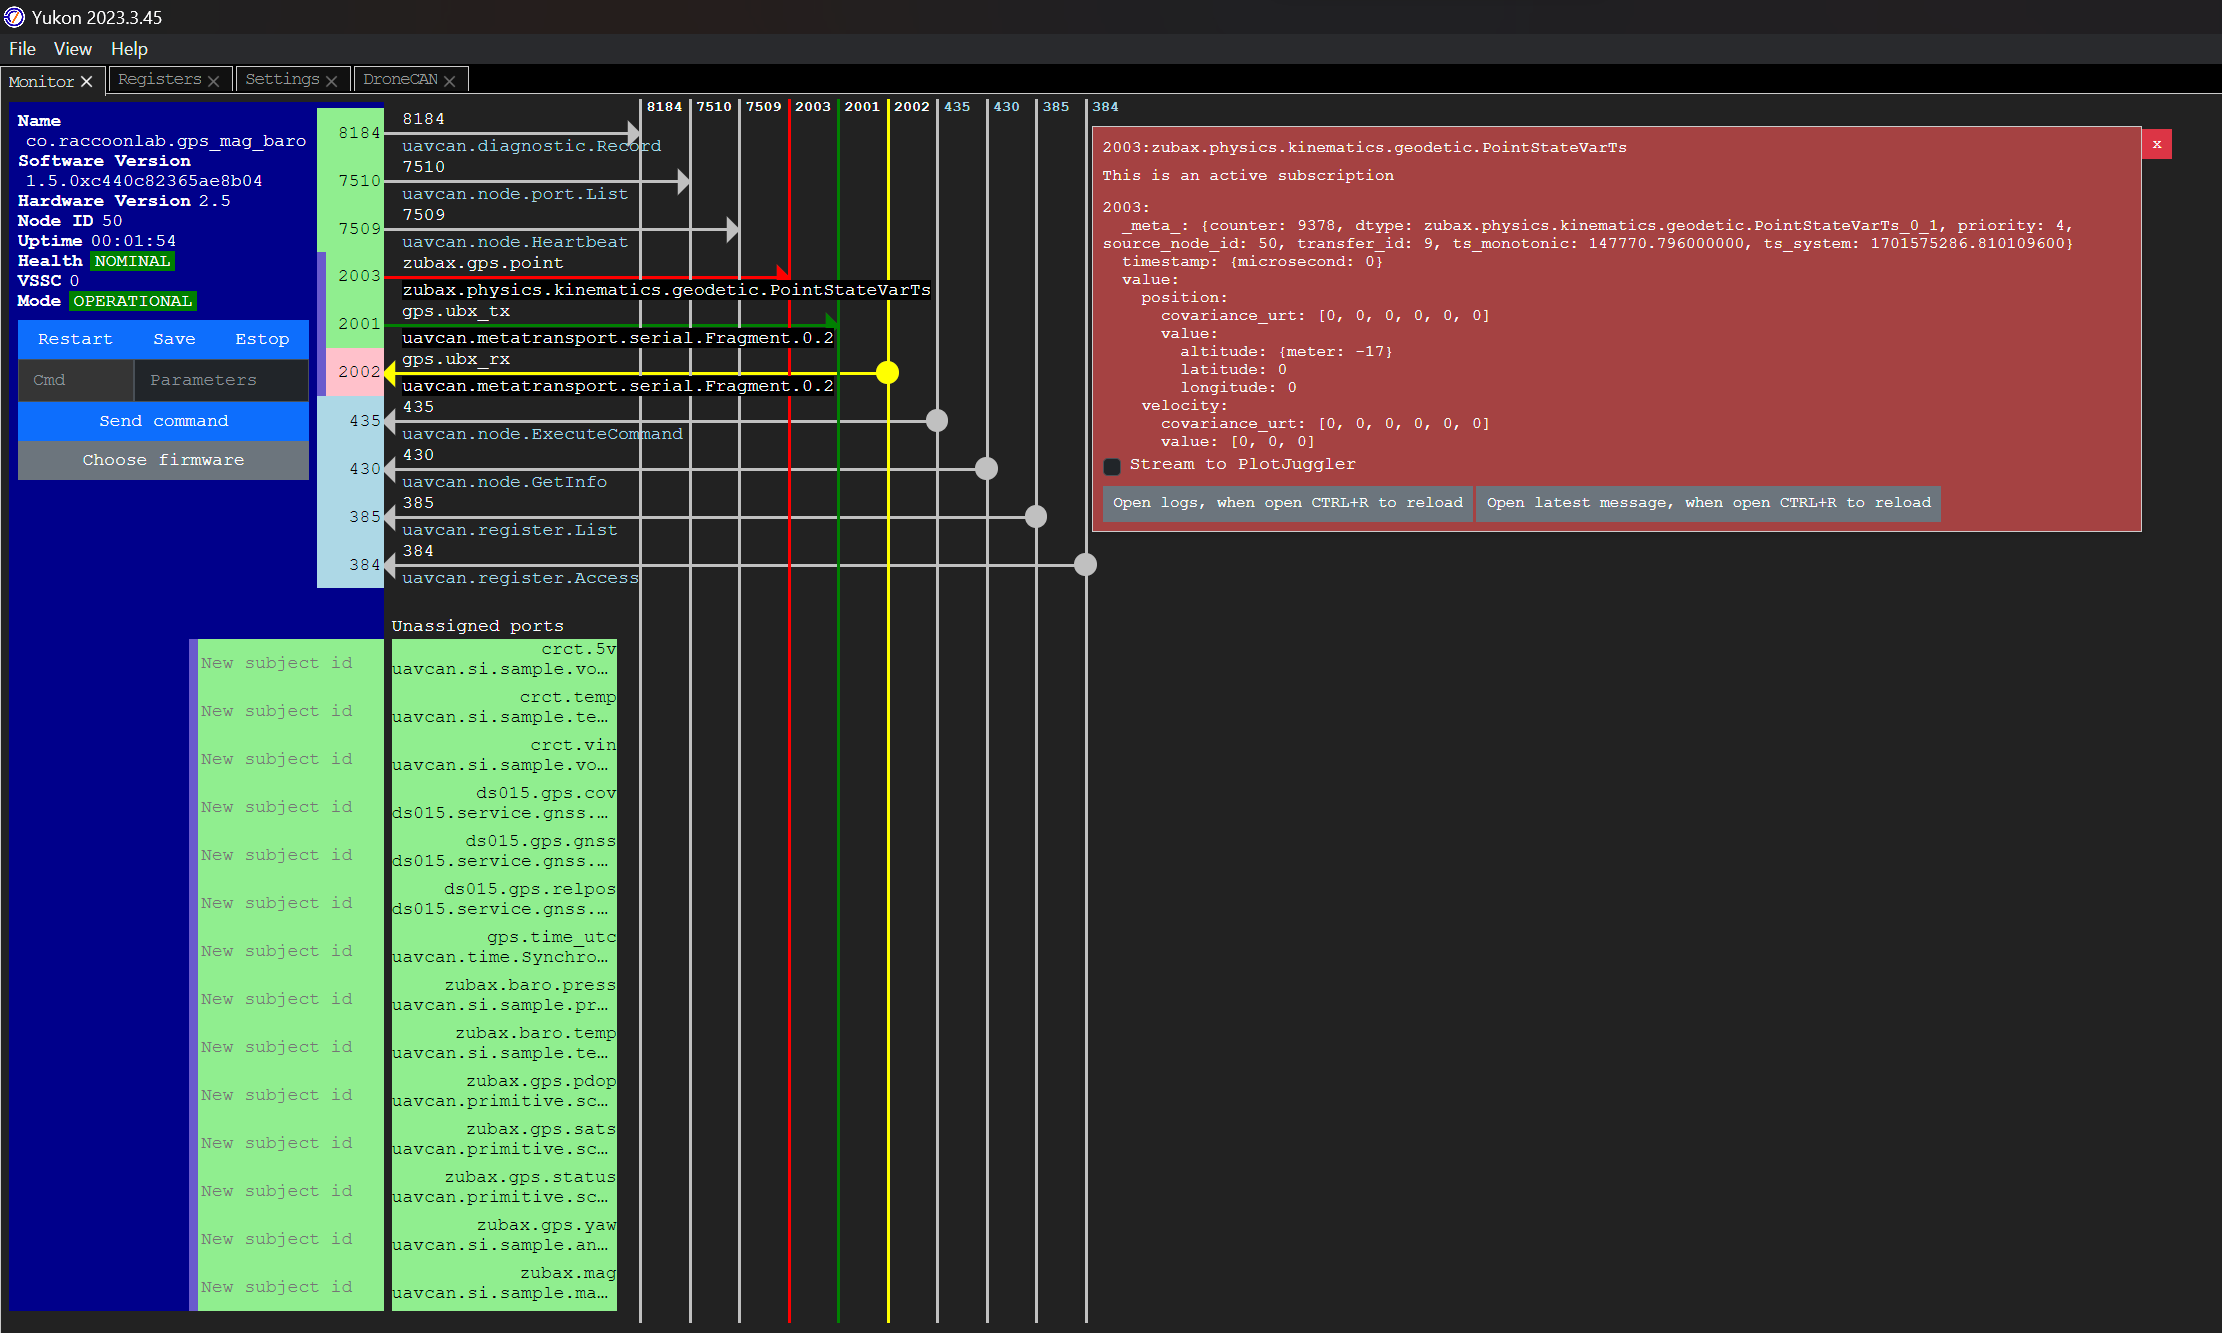 Yukon 2023.3.45
File View Help
Monitor Registers Settings DroneCAN
Name
co.raccoonlab.gps_mag_baro
Software Version
1.5.0xc440c82365ae8b04
Hardware Version 2.5
Node ID 50
Uptime 00:01:54
Health NOMINAL
VSSC 0
Mode OPERATIONAL
Restart Save Estop
Cmd Parameters
Send command
Choose firmware
8184
7510
7509
2003
2001
2002
435
430
385
384
8184
uavcan.diagnostic.Record
7510
uavcan.node.port.List
7509
uavcan.node.Heartbeat
zubax.gps.point
zubax.physics.kinematics.geodetic.PointStateVarTs
gps.ubx_tx
uavcan.metatransport.serial.Fragment.0.2
gps.ubx_rx
uavcan.metatransport.serial.Fragment.0.2
435
uavcan.node.ExecuteCommand
430
uavcan.node.GetInfo
385
uavcan.register.List
384
uavcan.register.Access
8184 7510 7509 2003 2001 2002 435 430 385 384
2003:zubax.physics.kinematics.geodetic.PointStateVarTs
x
This is an active subscription
2003:
_meta_: {counter: 9378, dtype: zubax.physics.kinematics.geodetic.PointStateVarTs_0_1, priority: 4,
source_node_id: 50, transfer_id: 9, ts_monotonic: 147770.796000000, ts_system: 1701575286.810109600}
timestamp: {microsecond: 0}
value:
position:
covariance_urt: [0, 0, 0, 0, 0, 0]
value:
altitude: {meter: -17}
latitude: 0
longitude: 0
velocity:
covariance_urt: [0, 0, 0, 0, 0, 0]
value: [0, 0, 0]
Stream to PlotJuggler
Open logs, when open CTRL+R to reload Open latest message, when open CTRL+R to reload
Unassigned ports
New subject id
crct.5v
uavcan.si.sample.vo…
New subject id
crct.temp
uavcan.si.sample.te…
New subject id
crct.vin
uavcan.si.sample.vo…
New subject id
ds015.gps.cov
ds015.service.gnss.…
New subject id
ds015.gps.gnss
ds015.service.gnss.…
New subject id
ds015.gps.relpos
ds015.service.gnss.…
New subject id
gps.time_utc
uavcan.time.Synchro…
New subject id
zubax.baro.press
uavcan.si.sample.pr…
New subject id
zubax.baro.temp
uavcan.si.sample.te…
New subject id
zubax.gps.pdop
uavcan.primitive.sc…
New subject id
zubax.gps.sats
uavcan.primitive.sc…
New subject id
zubax.gps.status
uavcan.primitive.sc…
New subject id
zubax.gps.yaw
uavcan.si.sample.an…
New subject id
zubax.mag
uavcan.si.sample.ma…